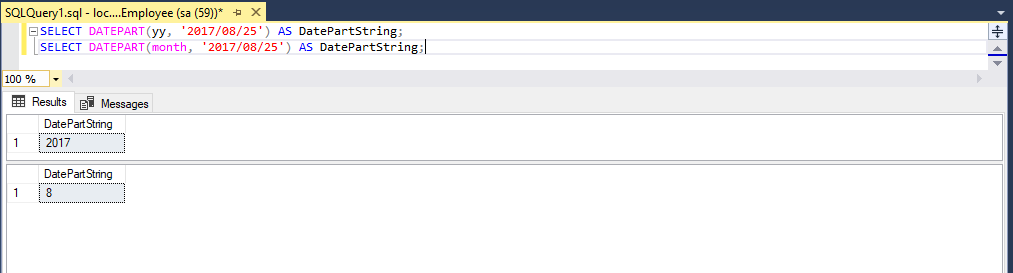 SQLQuery1.sql - loc....Employee (sa (59))*
SELECT DATEPART(yy, '2017/08/25') AS DatePartString;
SELECT DATEPART(month, '2017/08/25') AS DatePartString;
100 %
Results Messages
DatePartString
1 2017
DatePartString
1 8